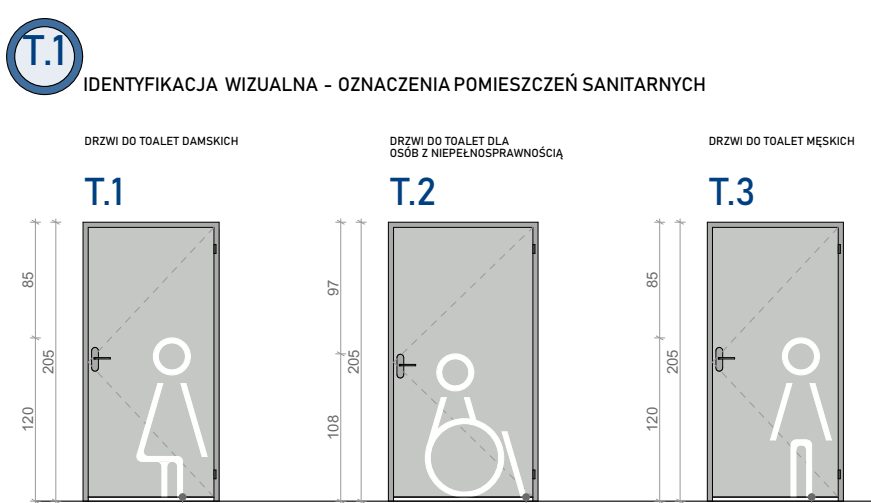 T.1
IDENTYFIKACJA WIZUALNA - OZNACZENIA POMIESZCZEŃ SANITARNYCH
DRZWI DO TOALET DAMSKICH
T.1
85
205
120
DRZWI DO TOALET DLA
OSÓB Z NIEPEŁNOSPRAWNOŚCIĄ
T.2
97
205
108
DRZWI DO TOALET MĘSKICH
T.3
85
205
120